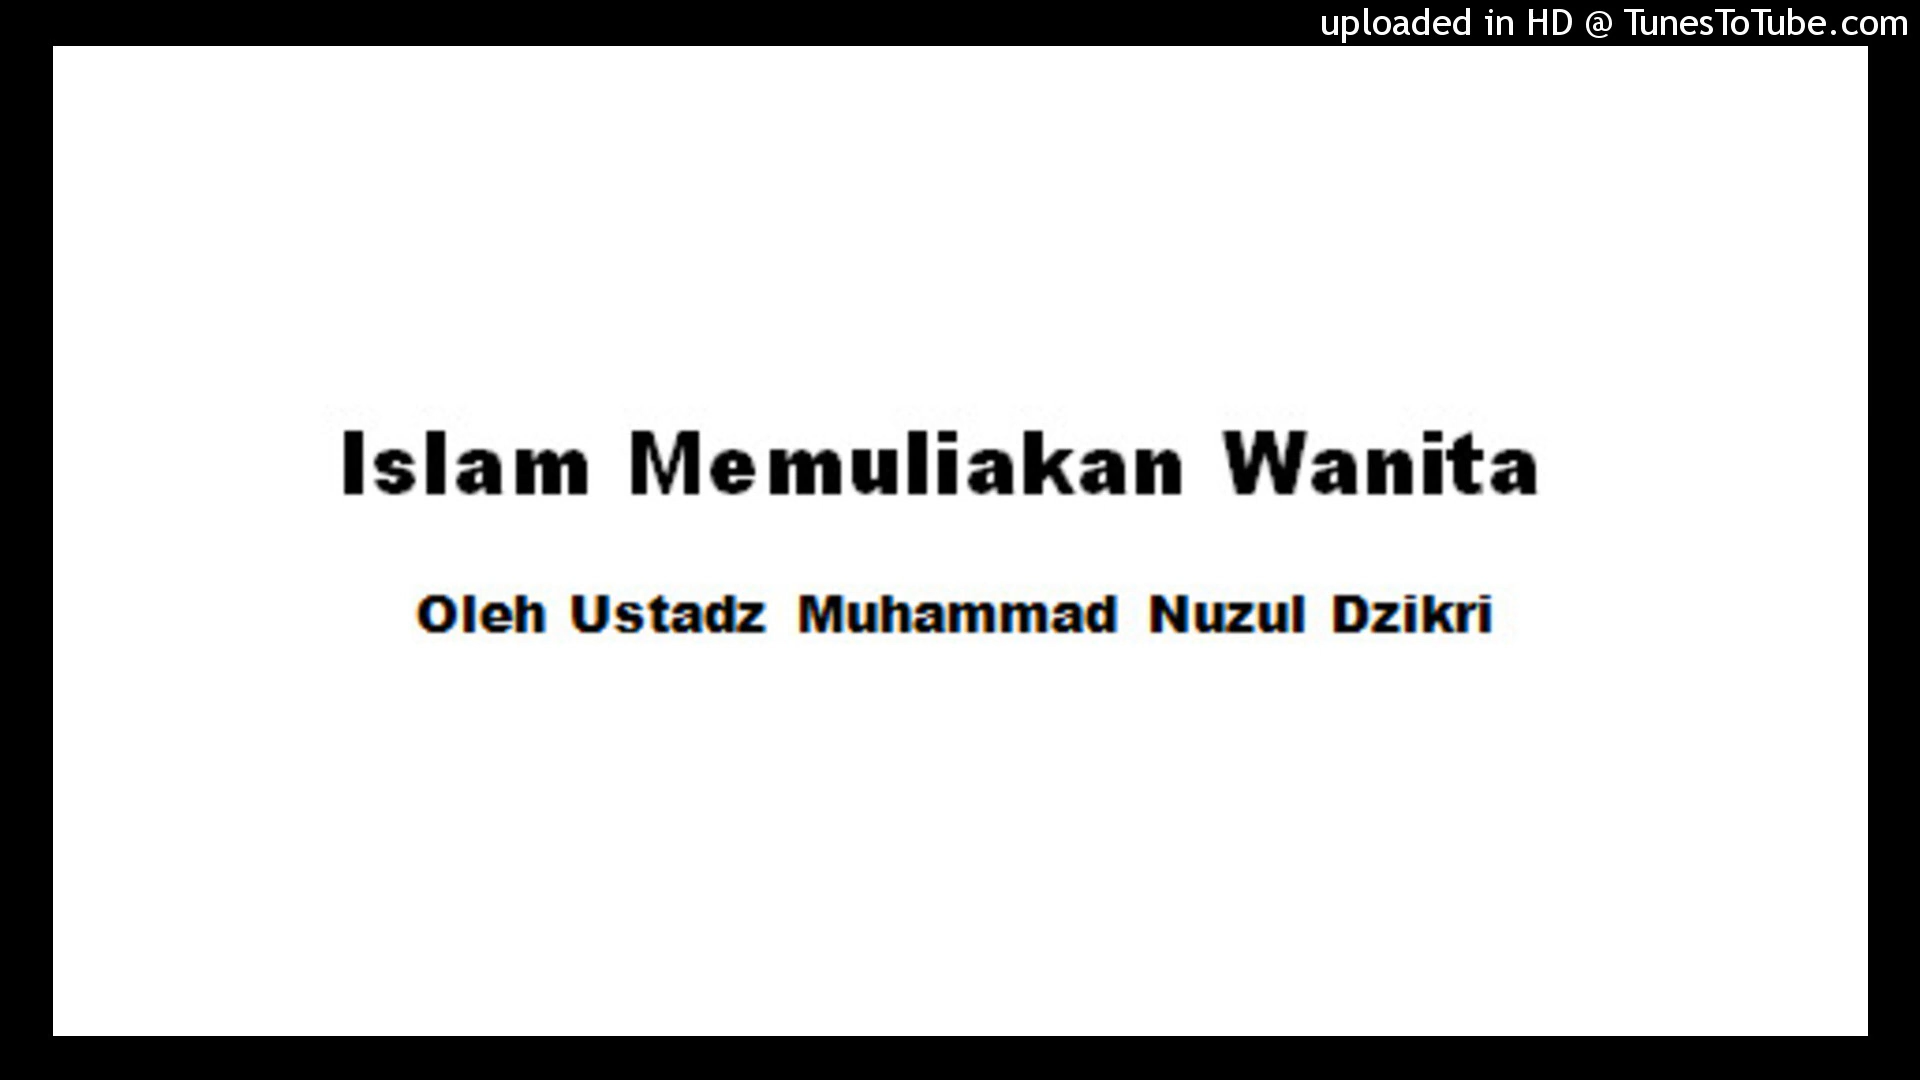 uploaded in HD @ TunesToTube.com
Islam Memuliakan Wanita
Oleh Ustadz Muhammad Nuzul Dzikri